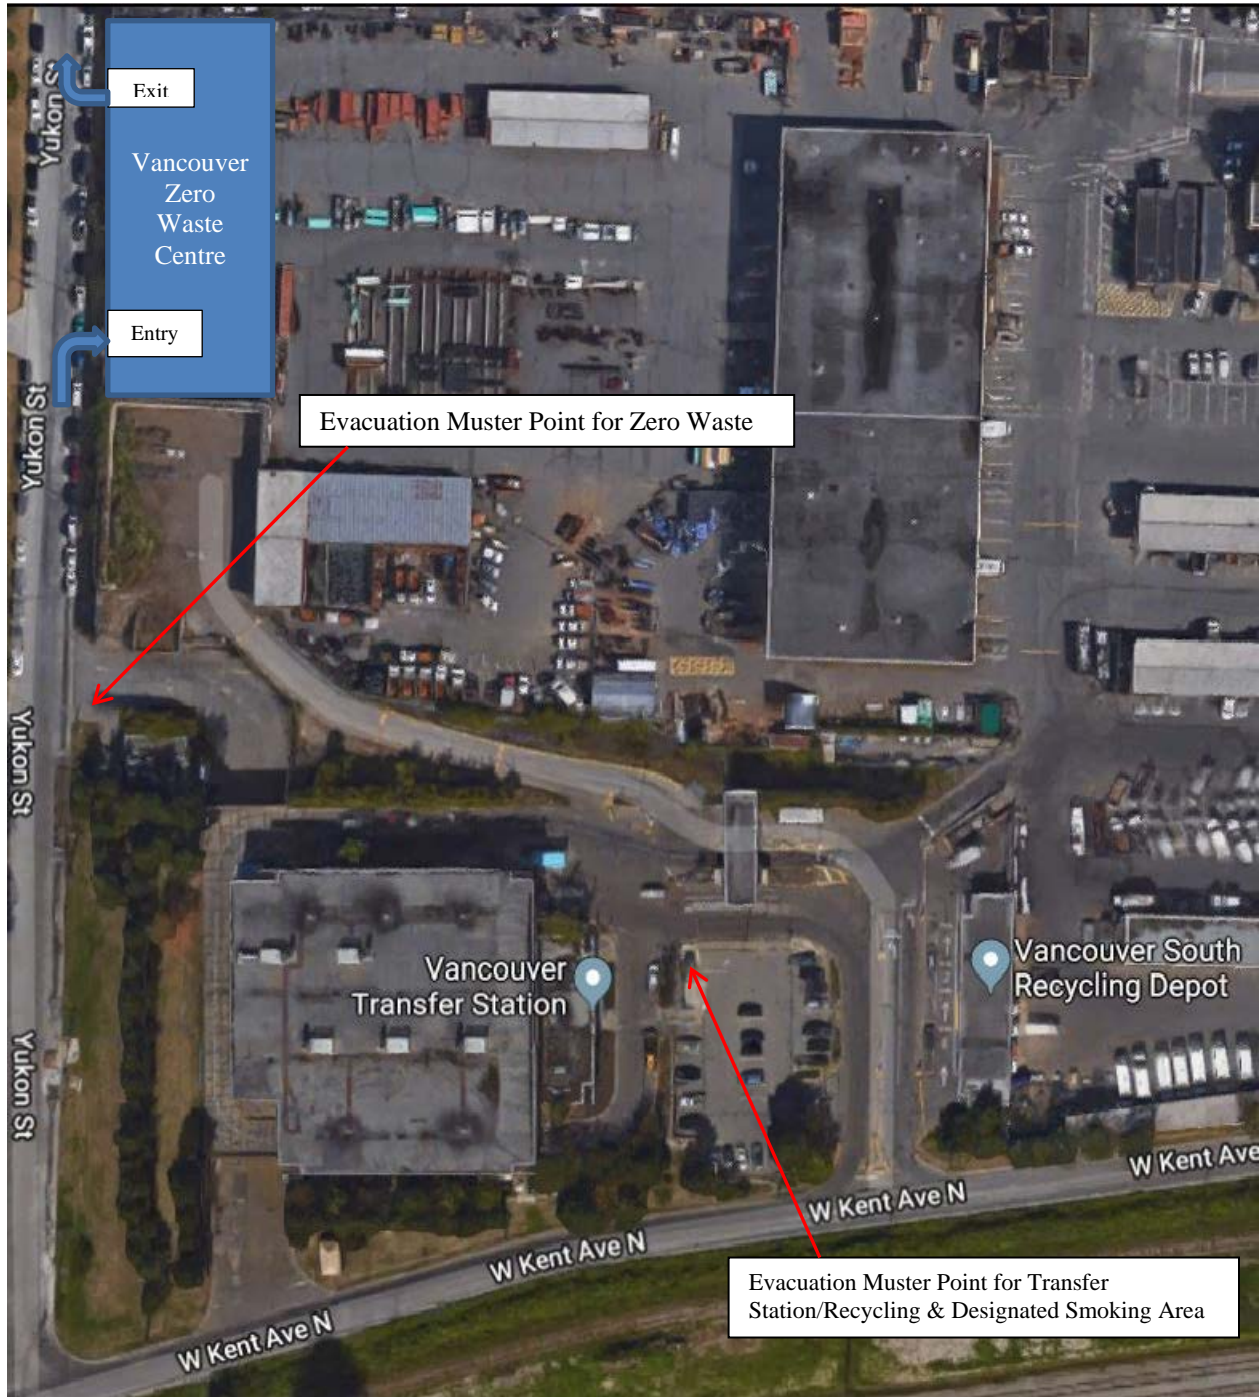 Yukon St
Exit
Vancouver
Zero
Waste
Centre
Entry
Yukon St
Evacuation Muster Point for Zero Waste
Yukon St
Vancouver
Transfer Station
Vancouver South
Recycling Depot
Yukon St
W Kent Ave
W Kent Ave N
W Kent Ave N
Evacuation Muster Point for Transfer
Station/Recycling & Designated Smoking Area
W Kent Ave N